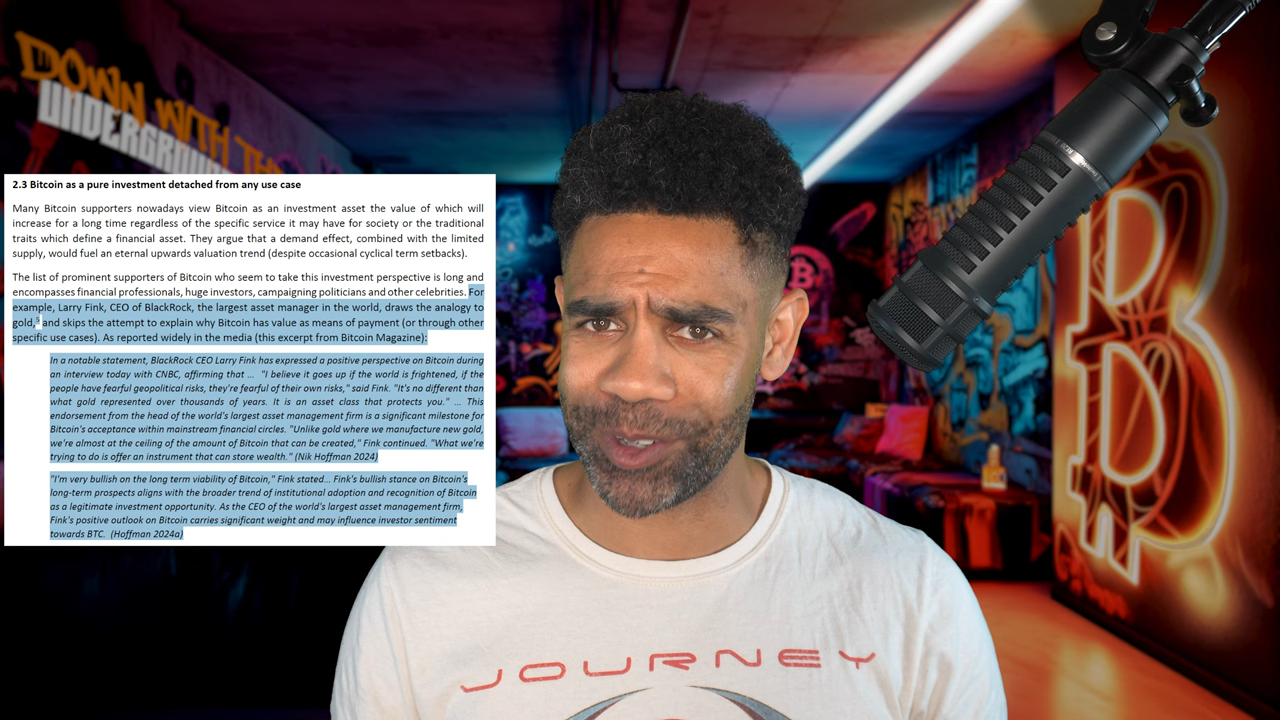 DOWN WITH TH
UNDERGROUN
2.3 Bitcoin as a pure investment detached from any use case
Many Bitcoin supporters nowadays view Bitcoin as an investment asset the value of which will
increase for a long time regardless of the specific service it may have for society or the traditional
traits which define a financial asset. They argue that a demand effect, combined with the limited
supply, would fuel an eternal upwards valuation trend (despite occasional cyclical term setbacks).
The list of prominent supporters of Bitcoin who seem to take this investment perspective is long and
encompasses financial professionals, huge investors, campaigning politicians and other celebrities. For
example, Larry Fink, CEO of BlackRock, the largest asset manager in the world, draws the analogy to
gold,⁵ and skips the attempt to explain why Bitcoin has value as means of payment (or through other
specific use cases). As reported widely in the media (this excerpt from Bitcoin Magazine):
In a notable statement, BlackRock CEO Larry Fink has expressed a positive perspective on Bitcoin during
an interview today with CNBC, affirming that ... "I believe it goes up if the world is frightened, if the
people have fearful geopolitical risks, they're fearful of their own risks," said Fink. "It's no different than
what gold represented over thousands of years. It is an asset class that protects you." ... This
endorsement from the head of the world's largest asset management firm is a significant milestone for
Bitcoin's acceptance within mainstream financial circles. "Unlike gold where we manufacture new gold,
we're almost at the ceiling of the amount of Bitcoin that can be created," Fink continued. "What we're
trying to do is offer an instrument that can store wealth." (Nik Hoffman 2024)
"I'm very bullish on the long term viability of Bitcoin," Fink stated... Fink's bullish stance on Bitcoin's
long-term prospects aligns with the broader trend of institutional adoption and recognition of Bitcoin
as a legitimate investment opportunity. As the CEO of the world's largest asset management firm,
Fink's positive outlook on Bitcoin carries significant weight and may influence investor sentiment
towards BTC. (Hoffman 2024a)
JOURNEY